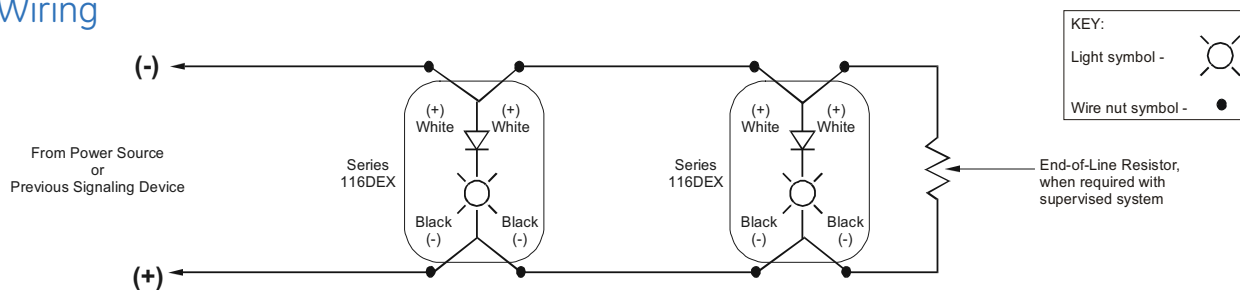 Wiring
KEY:
Light symbol -
Wire nut symbol -
(-)
(+) (+)
White White
Series
116DEX
Black Black
(-) (-)
(+) (+)
White White
Series
116DEX
Black Black
(-) (-)
From Power Source
or
Previous Signaling Device
End-of-Line Resistor,
when required with
supervised system
(+)